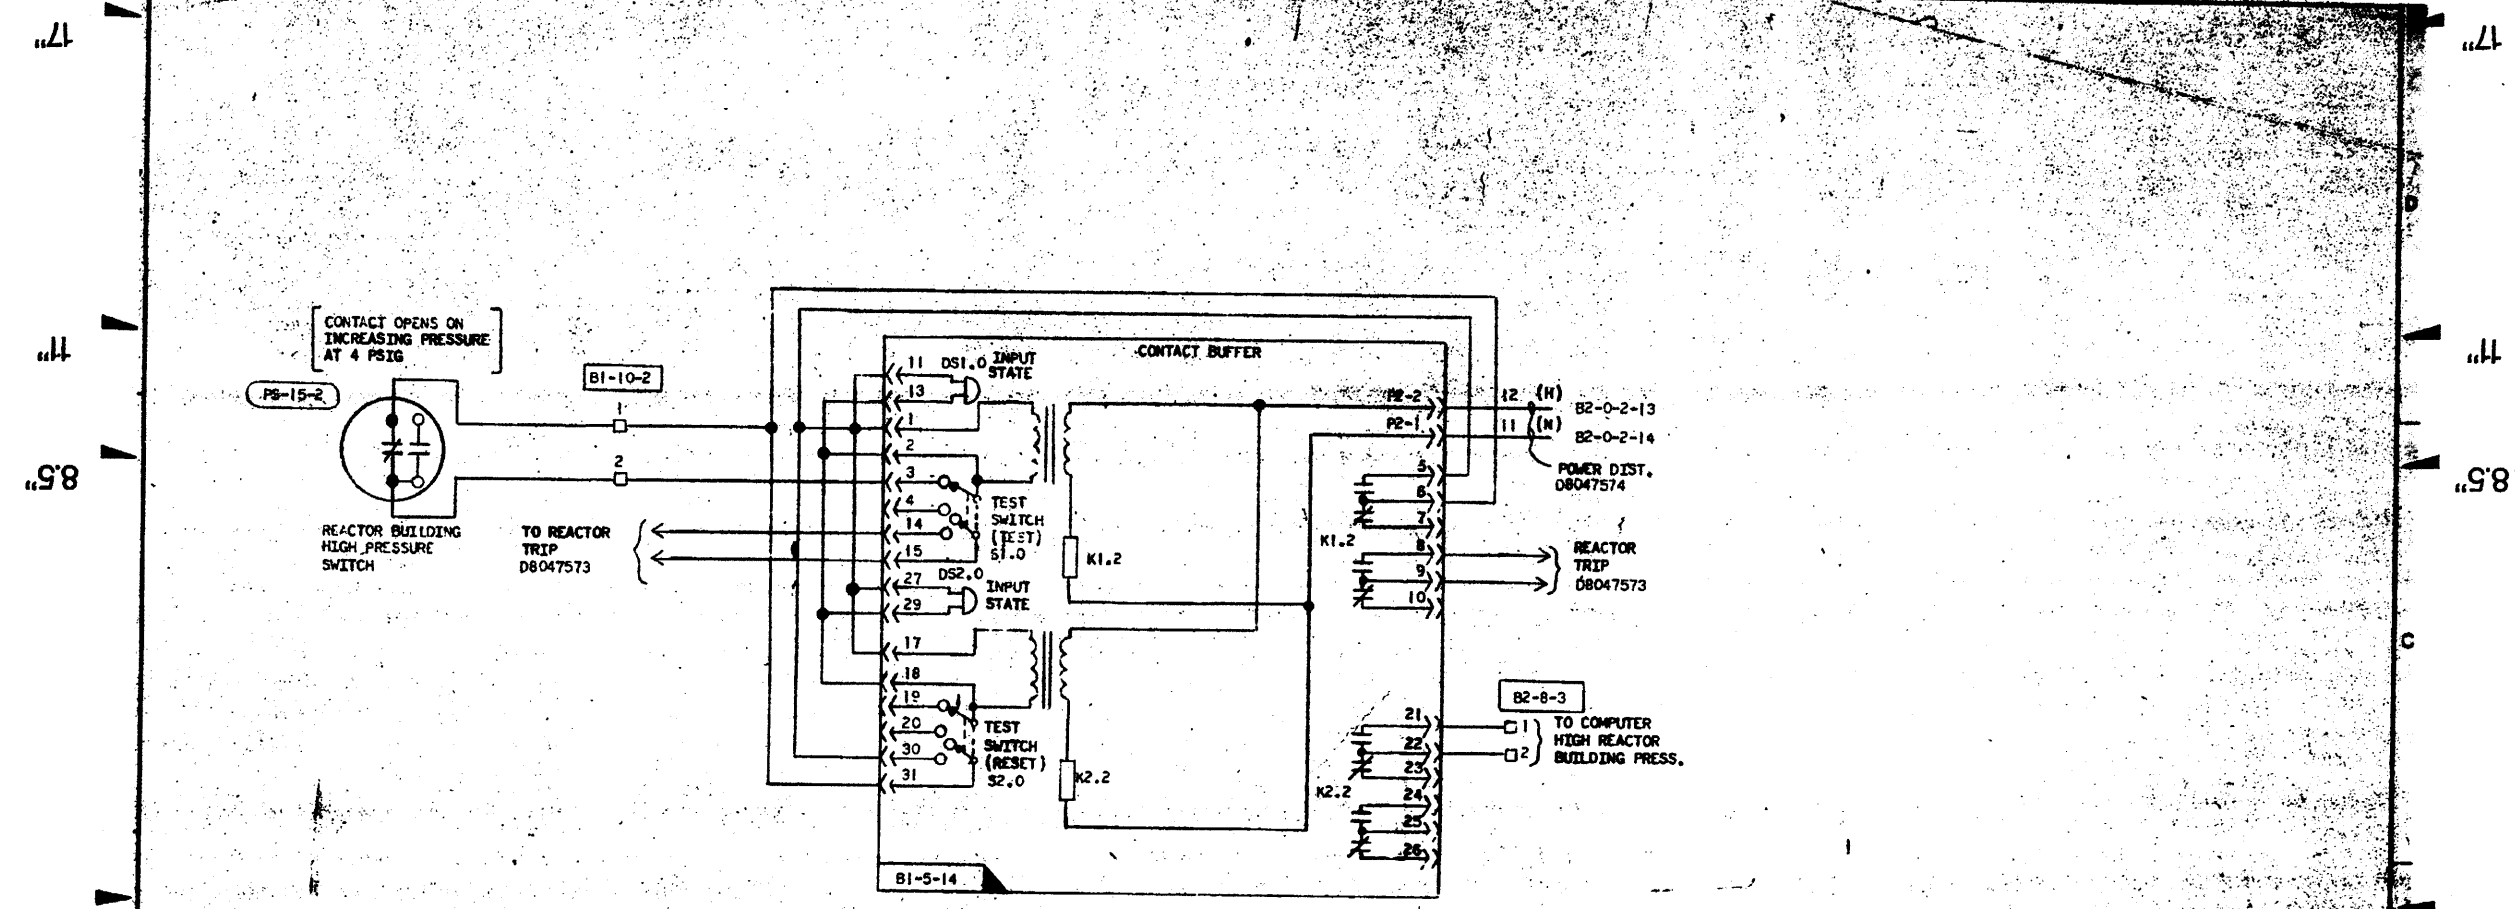 17"
17"
D
11"
11"
8.5"
8.5"
C
[CONTACT OPENS ON
INCREASING PRESSURE
AT 4 PSIG]
PS-15-2
B1-10-2
1
2
REACTOR BUILDING
HIGH PRESSURE
SWITCH
TO REACTOR
TRIP
D8047573
CONTACT BUFFER
11
DS1.0
INPUT
STATE
13
1
2
3
4
14
15
TEST
SWITCH
(TEST)
S1.0
27
DS2.0
INPUT
STATE
29
17
18
19
20
30
31
TEST
SWITCH
(RESET)
S2.0
K1.2
K2.2
B1-5-14
P2-2
12 (H)
B2-0-2-13
P2-1
11 (N)
B2-0-2-14
POWER DIST.
D8047574
5
6
7
K1.2
8
9
10
REACTOR
TRIP
D8047573
B2-8-3
21
22
23
K2.2
24
25
26
1
2
TO COMPUTER
HIGH REACTOR
BUILDING PRESS.